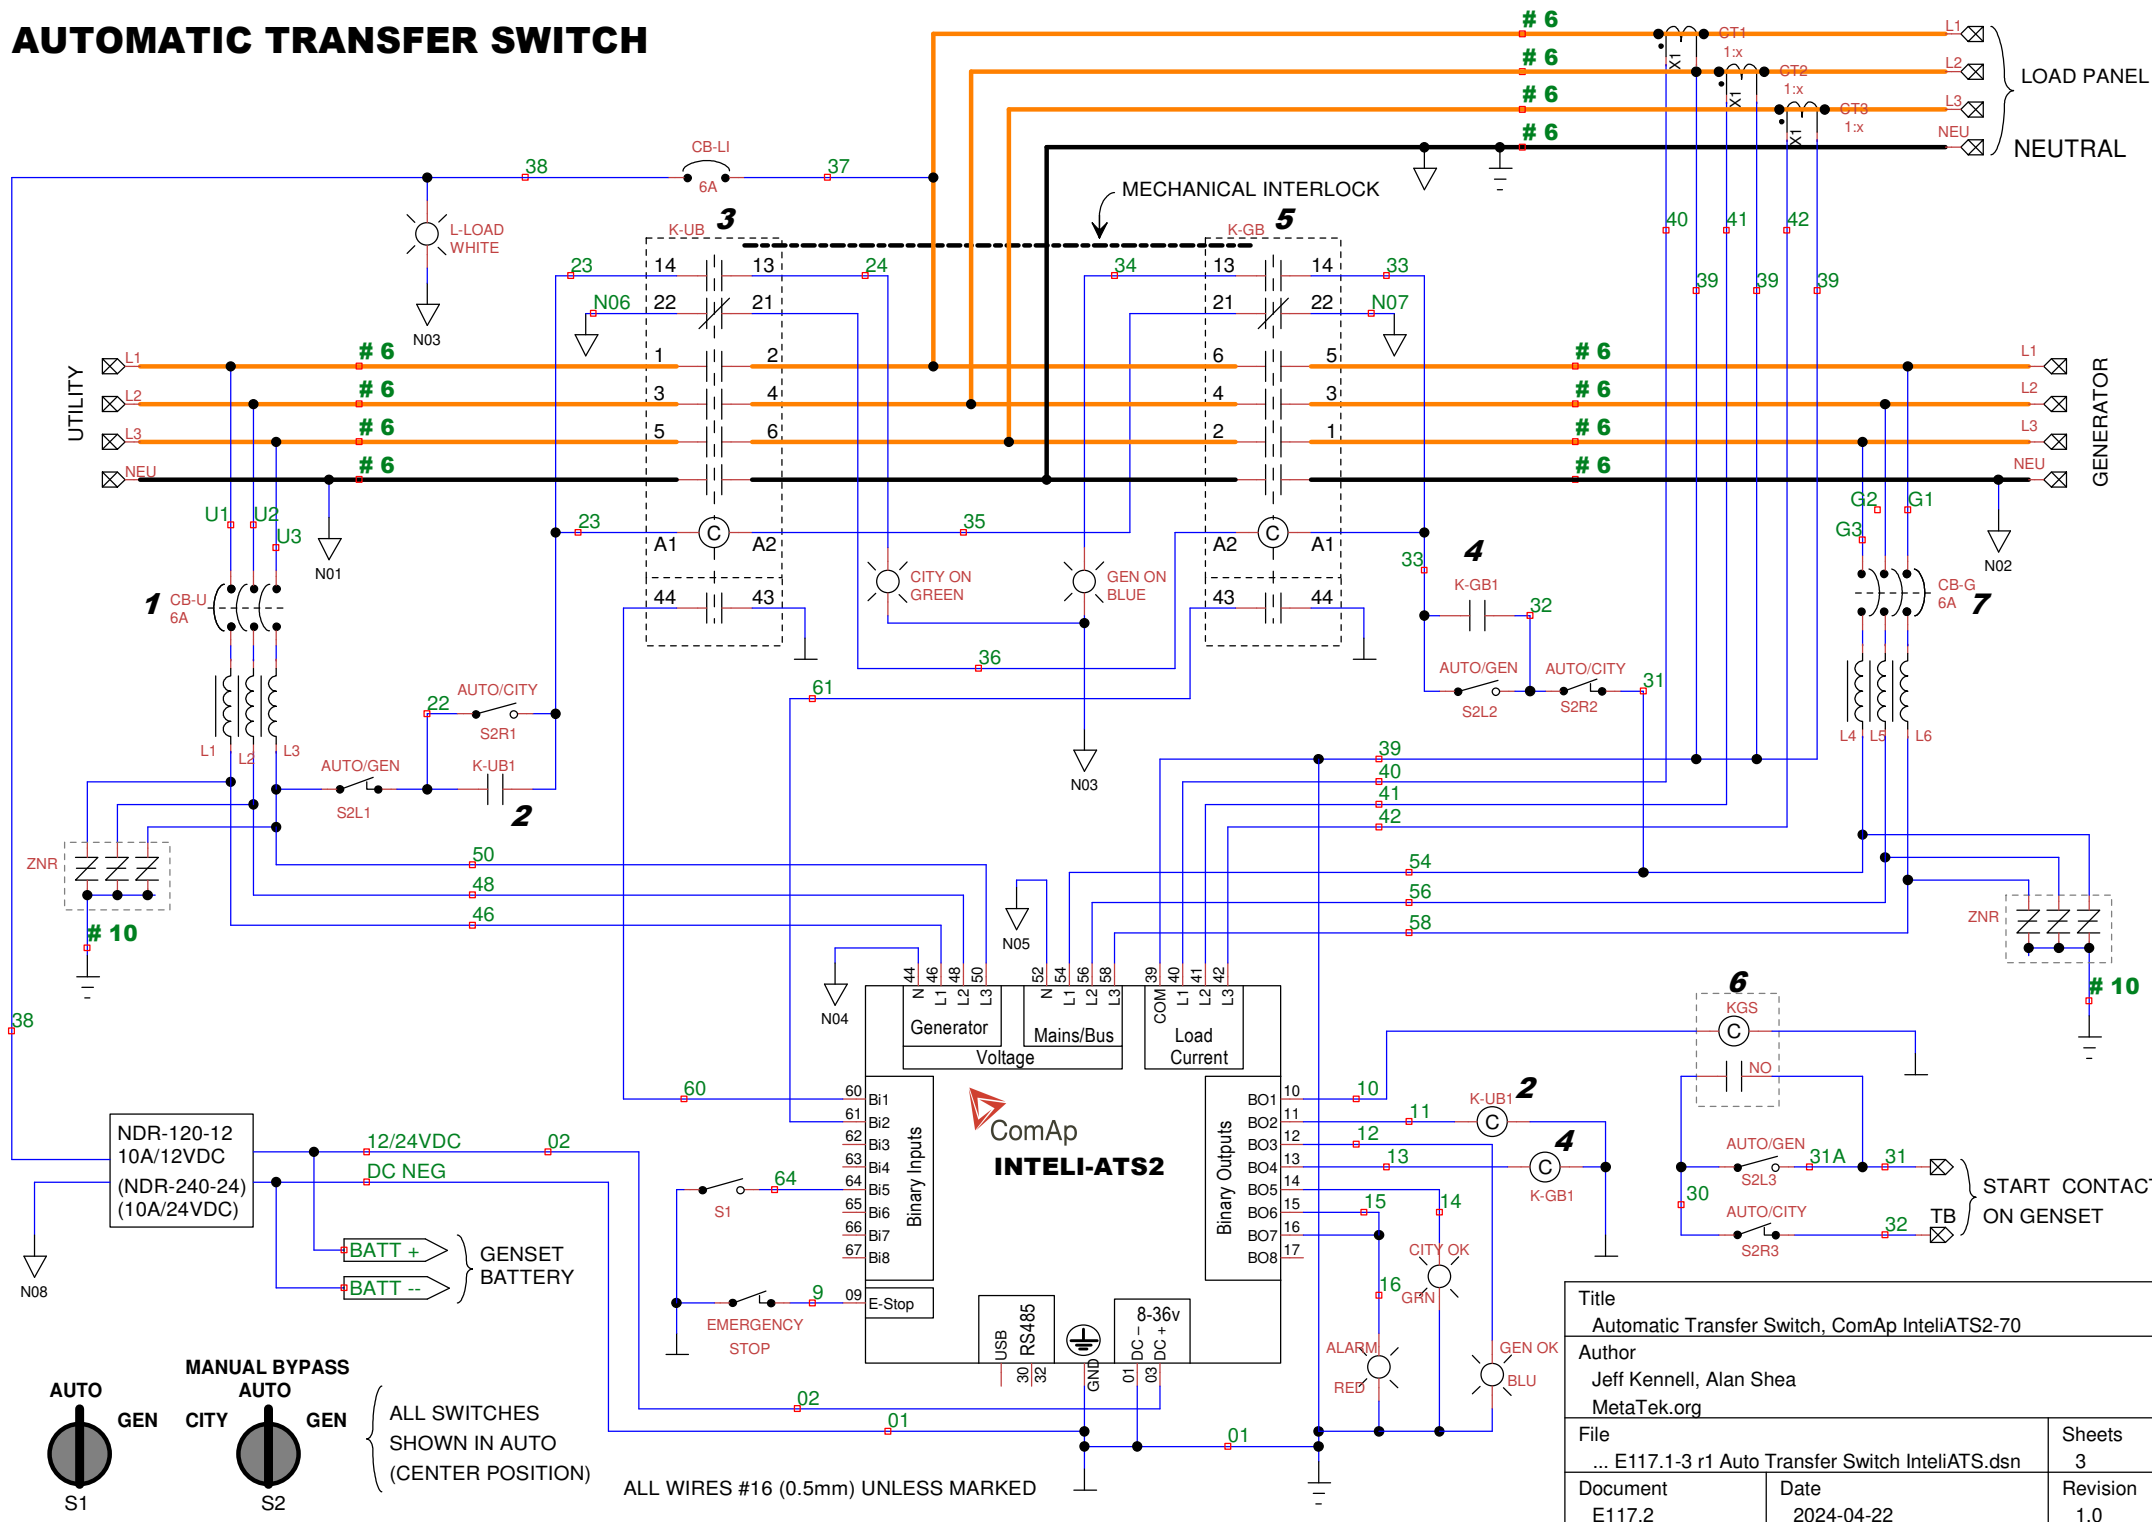 AUTOMATIC TRANSFER SWITCH
# 6
L1
CT1
1:x
X1
# 6
L2
CT2
1:x
X1
LOAD PANEL
# 6
L3
CT3
1:x
X1
# 6
NEU
NEUTRAL
38
CB-LI
6A
37
MECHANICAL INTERLOCK
L-LOAD
WHITE
N03
K-UB
3
K-GB
5
40
41
42
39
39
39
23
14
13
24
34
13
14
33
N06
22
21
21
22
N07
UTILITY
L1
# 6
1
2
6
5
# 6
L1
L2
# 6
3
4
4
3
# 6
L2
L3
# 6
5
6
2
1
# 6
L3
NEU
# 6
# 6
NEU
GENERATOR
U1
U2
U3
N01
G2
G1
G3
N02
23
A1
C
A2
35
A2
C
A1
33
4
K-GB1
32
1
CB-U
6A
44
43
CITY ON
GREEN
GEN ON
BLUE
43
44
CB-G
6A
7
36
61
AUTO/GEN
S2L2
AUTO/CITY
S2R2
31
AUTO/CITY
22
S2R1
L1
L2
L3
AUTO/GEN
S2L1
K-UB1
2
N03
L4
L5
L6
39
40
41
42
ZNR
# 10
50
48
46
54
56
58
N05
N04
ZNR
# 10
44
46
48
50
52
54
56
58
39
40
41
42
N
L1
L2
L3
N
L1
L2
L3
COM
L1
L2
L3
Generator
Mains/Bus
Voltage
Load
Current
38
6
KGS
C
NO
60
60
Bi1
61
Bi2
62
Bi3
63
Bi4
64
Bi5
65
Bi6
66
Bi7
67
Bi8
09
E-Stop
Binary Inputs
ComAp
INTELI-ATS2
Binary Outputs
BO1
10
BO2
11
BO3
12
BO4
13
BO5
14
BO6
15
BO7
16
BO8
17
10
11
K-UB1
2
C
12
13
4
C
K-GB1
15
14
16
CITY OK
GRN
ALARM
RED
GEN OK
BLU
AUTO/GEN
S2L3
31A
31
30
AUTO/CITY
S2R3
32
TB
START CONTACT
ON GENSET
NDR-120-12
10A/12VDC
(NDR-240-24)
(10A/24VDC)
12/24VDC
02
DC NEG
BATT +
BATT --
GENSET
BATTERY
N08
S1
64
EMERGENCY
STOP
9
USB
RS485
30
32
GND
8-36v
DC -
DC +
01
03
02
01
01
AUTO
GEN
S1
MANUAL BYPASS
AUTO
CITY
GEN
S2
ALL SWITCHES
SHOWN IN AUTO
(CENTER POSITION)
ALL WIRES #16 (0.5mm) UNLESS MARKED
Title
Automatic Transfer Switch, ComAp InteliATS2-70
Author
Jeff Kennell, Alan Shea
MetaTek.org
File
... E117.1-3 r1 Auto Transfer Switch InteliATS.dsn
Sheets
3
Document
E117.2
Date
2024-04-22
Revision
1.0